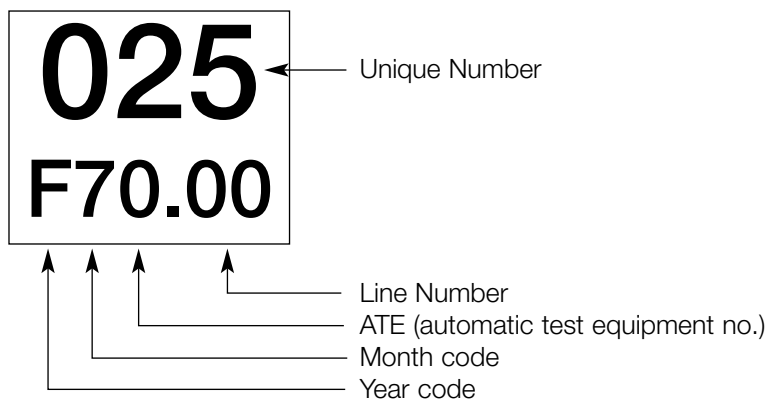 025
Unique Number
F70.00
Line Number
ATE (automatic test equipment no.)
Month code
Year code